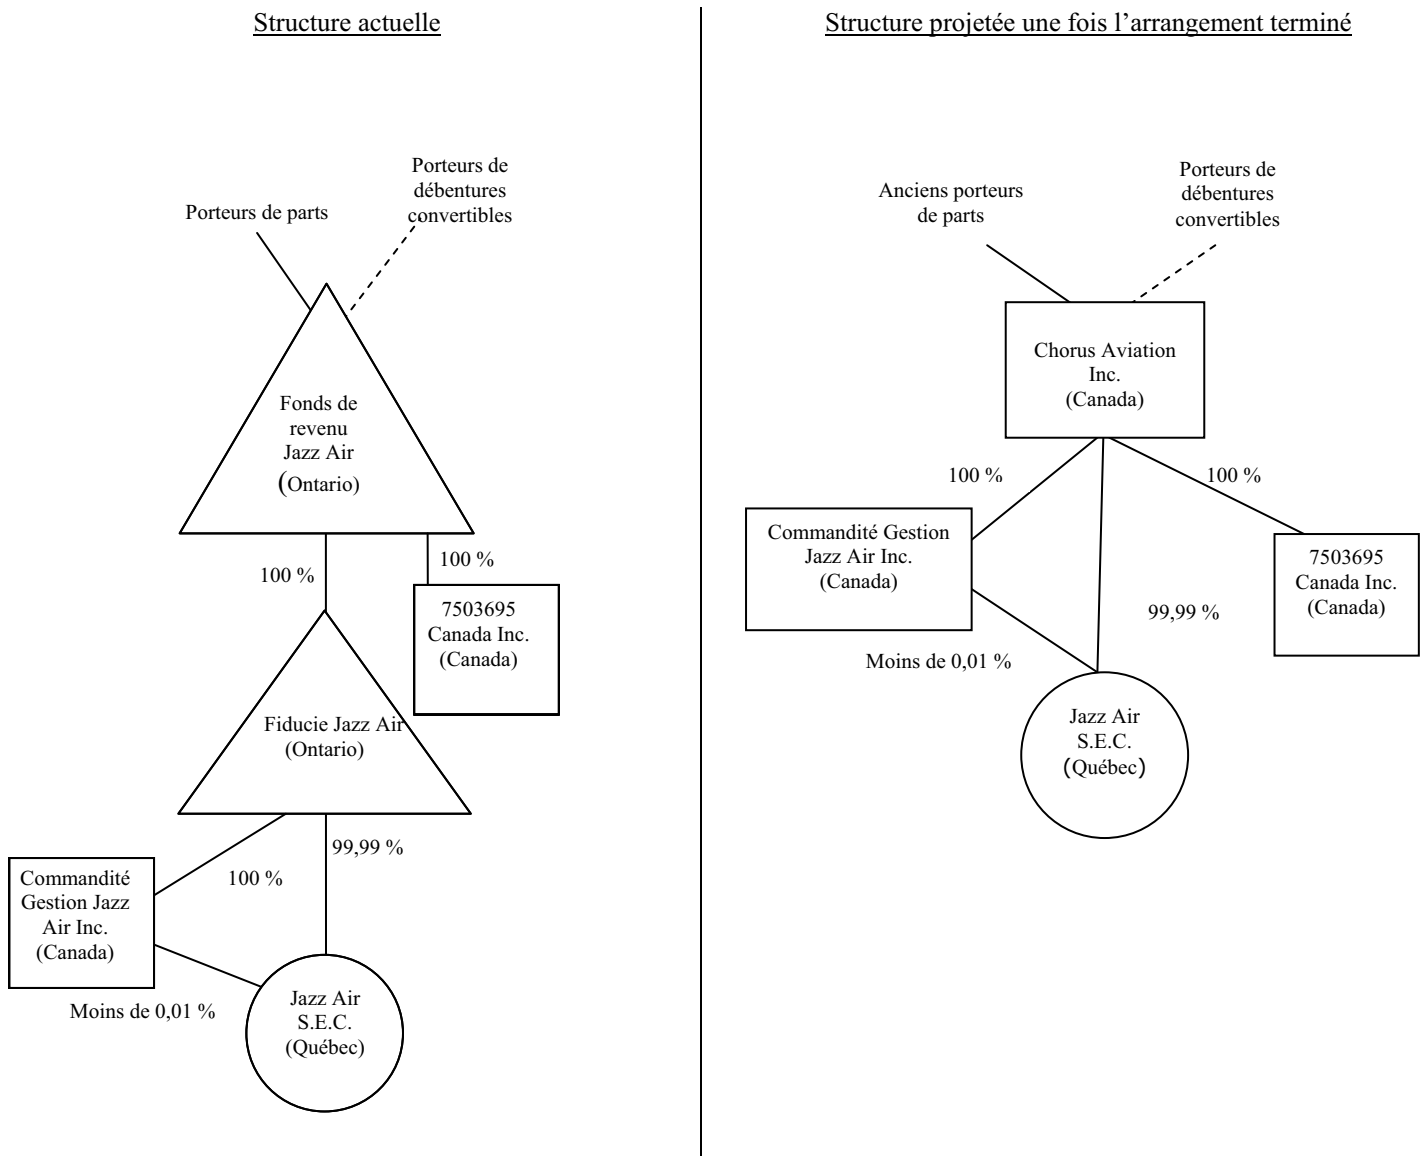 Structure actuelle
Porteurs de
débentures
convertibles
Porteurs de parts
Fonds de
revenu
Jazz Air
(Ontario)
100 %
100 %
7503695
Canada Inc.
(Canada)
Fiducie Jazz Air
(Ontario)
99,99 %
100 %
Commandité
Gestion Jazz
Air Inc.
(Canada)
Moins de 0,01 %
Jazz Air
S.E.C.
(Québec)
Structure projetée une fois l’arrangement terminé
Anciens porteurs
de parts
Porteurs de
débentures
convertibles
Chorus Aviation
Inc.
(Canada)
100 %
100 %
Commandité Gestion
Jazz Air Inc.
(Canada)
7503695
Canada Inc.
(Canada)
99,99 %
Moins de 0,01 %
Jazz Air
S.E.C.
(Québec)